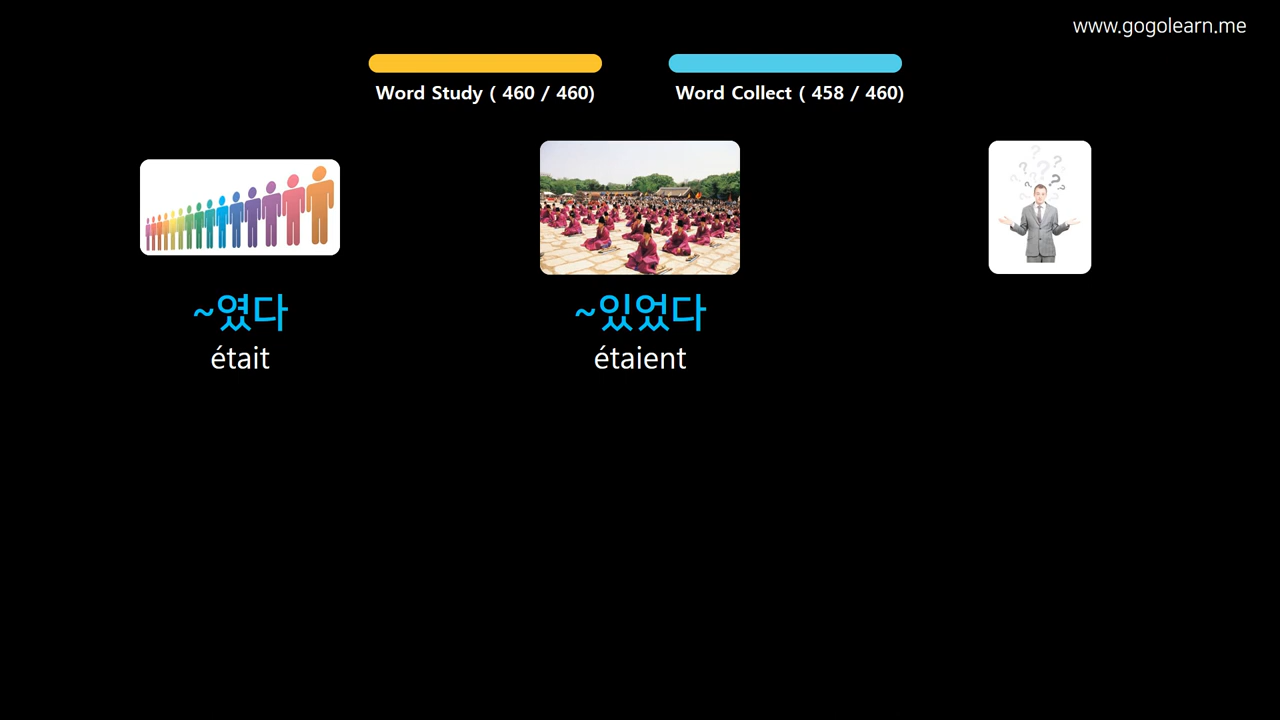 www.gogolearn.me
Word Study ( 460 / 460)
Word Collect ( 458 / 460)
~였다
était
~있었다
étaient